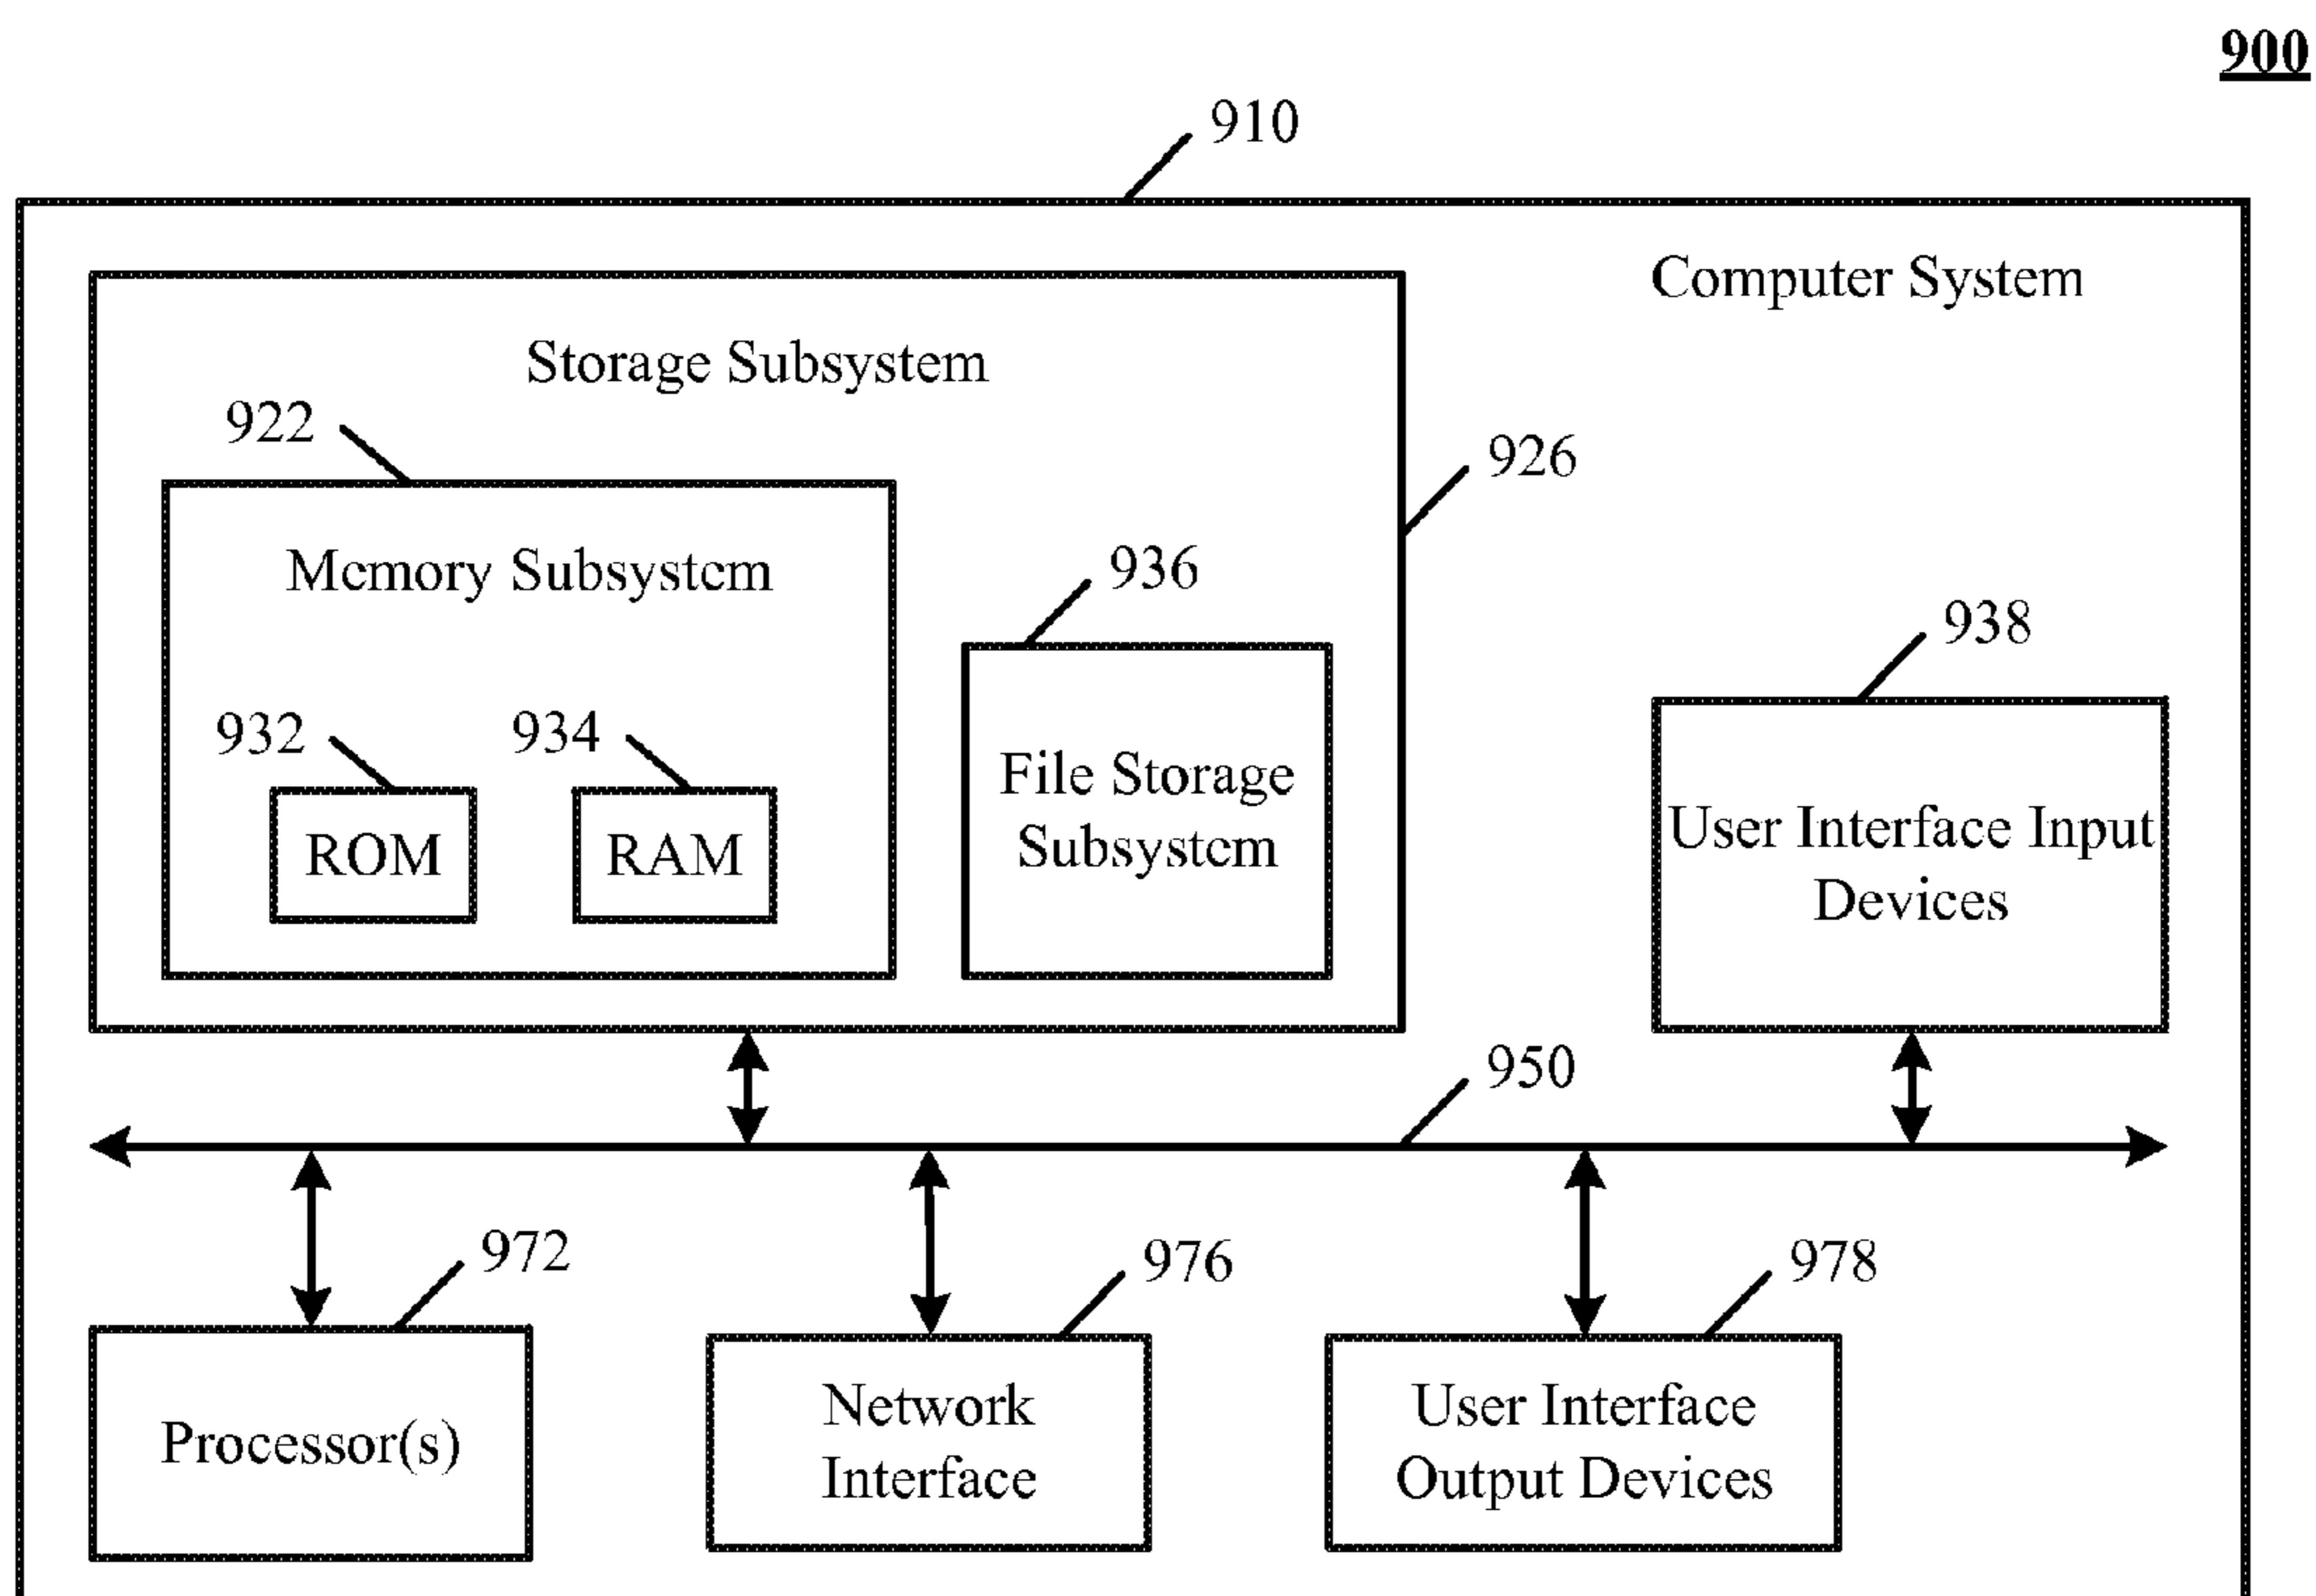 900
910
Computer System
Storage Subsystem
922
926
Memory Subsystem
936
938
932
934
File Storage
Subsystem
ROM
RAM
User Interface Input
Devices
950
972
976
978
Processor(s)
Network
Interface
User Interface
Output Devices